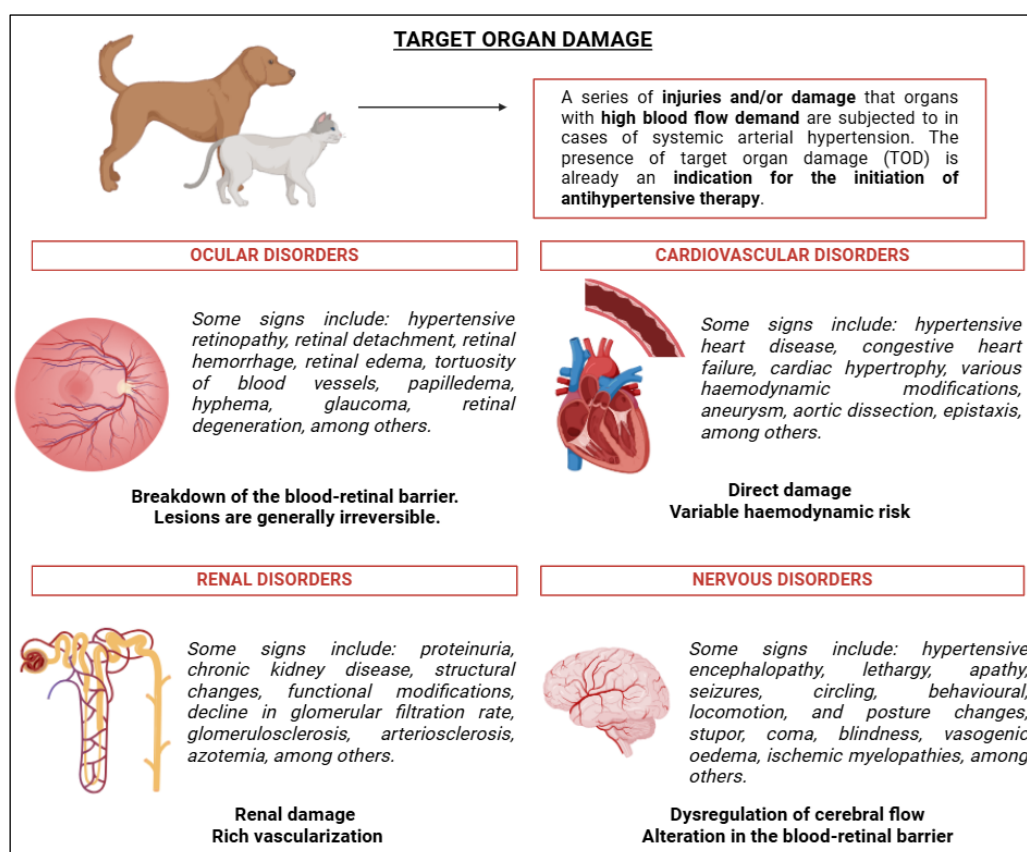 TARGET ORGAN DAMAGE
A series of injuries and/or damage that organs
with high blood flow demand are subjected to in
cases of systemic arterial hypertension. The
presence of target organ damage (TOD) is
already an indication for the initiation of
antihypertensive therapy.
OCULAR DISORDERS
Some signs include: hypertensive
retinopathy, retinal detachment, retinal
hemorrhage, retinal edema, tortuosity
of blood vessels, papilledema,
hyphema, glaucoma, retinal
degeneration, among others.
Breakdown of the blood-retinal barrier.
Lesions are generally irreversible.
CARDIOVASCULAR DISORDERS
Some signs include: hypertensive
heart disease, congestive heart
failure, cardiac hypertrophy, various
haemodynamic modifications,
aneurysm, aortic dissection, epistaxis,
among others.
Direct damage
Variable haemodynamic risk
RENAL DISORDERS
Some signs include: proteinuria,
chronic kidney disease, structural
changes, functional modifications,
decline in glomerular filtration rate,
glomerulosclerosis, arteriosclerosis,
azotemia, among others.
Renal damage
Rich vascularization
NERVOUS DISORDERS
Some signs include: hypertensive
encephalopathy, lethargy, apathy,
seizures, circling, behavioural,
locomotion, and posture changes,
stupor, coma, blindness, vasogenic
oedema, ischemic myelopathies, among
others.
Dysregulation of cerebral flow
Alteration in the blood-retinal barrier